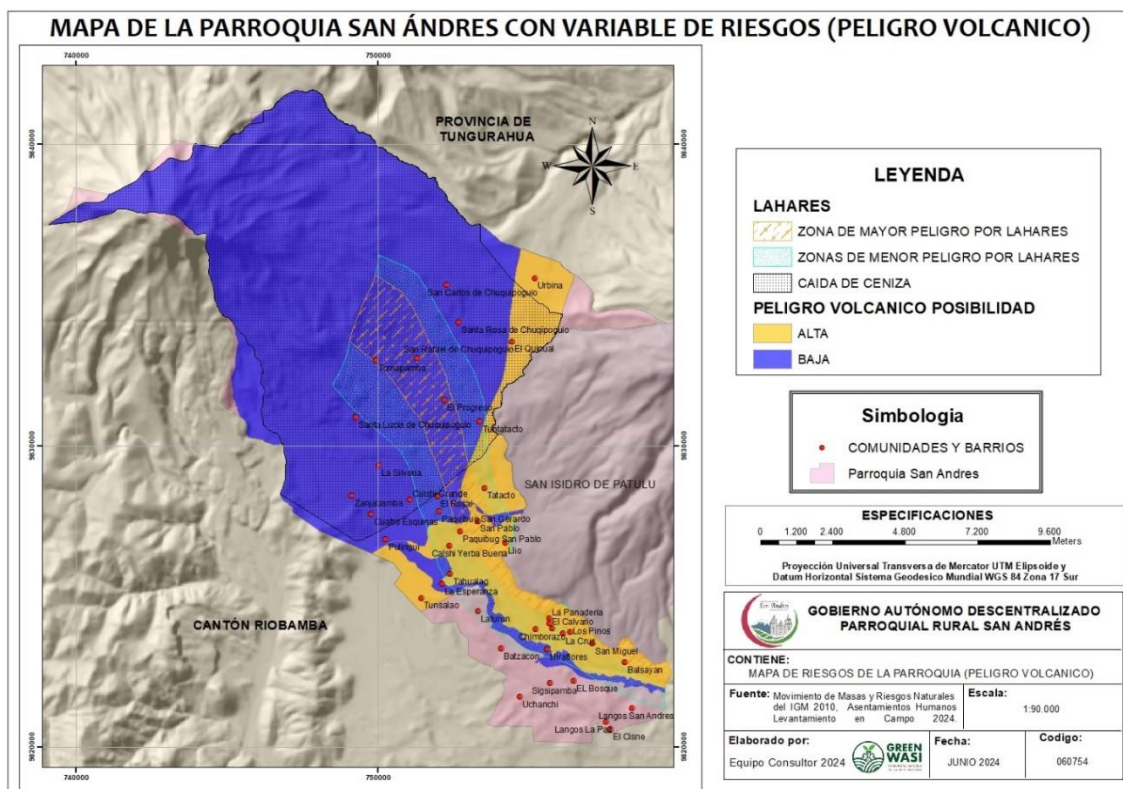 MAPA DE LA PARROQUIA SAN ÁNDRES CON VARIABLE DE RIESGOS (PELIGRO VOLCANICO)
740000
750000
9840000
9840000
PROVINCIA DE
TUNGURAHUA
N
W
E
S
Urbina
San Carlos de Chuquipoguio
Santa Rosa de Chuqipoguio
El Quinual
San Rafael de Chuquipoguio
Tomapamba
El Progreso
Santa Lucia de Chuquipoguio
Tuntatacto
9830000
9830000
La Silveria
SAN ISIDRO DE PATULU
Tatacto
Calshi Grande
Zanjapamba
El Rosal
Cuatro Esquinas
Paquibug San Gerardo
San Pablo
Paquibug San Pablo
Pulingui
Llio
Calshi Yerba Buena
Tahualag
La Esperanza
Tunsalao
La Panaderia
Laturun
El Calvario
CANTÓN RIOBAMBA
Los Pinos
Chimborazo
La Cruz
San Miguel
Batzacon
Miraflores
Balsayan
Sigsipamba
EL Bosque
Uchanchi
Langos San Andres
Langos La Paz
El Cisne
9820000
9820000
740000
750000
LEYENDA
LAHARES
ZONA DE MAYOR PELIGRO POR LAHARES
ZONAS DE MENOR PELIGRO POR LAHARES
CAIDA DE CENIZA
PELIGRO VOLCANICO POSIBILIDAD
ALTA
BAJA
Simbologia
COMUNIDADES Y BARRIOS
Parroquia San Andres
ESPECIFICACIONES
0 1.200 2.400 4.800 7.200 9.600
Meters
Proyección Universal Transversa de Mercator UTM Elipsoide y
Datum Horizontal Sistema Geodesico Mundial WGS 84 Zona 17 Sur
San Andrés
GOBIERNO AUTÓNOMO DESCENTRALIZADO
PARROQUIAL RURAL SAN ANDRÉS
CONTIENE:
MAPA DE RIESGOS DE LA PARROQUIA (PELIGRO VOLCANICO)
Fuente: Movimiento de Masas y Riesgos Naturales
del IGM 2010, Asentamientos Humanos
Levantamiento en Campo 2024.
Escala:
1:90.000
Elaborado por:
Equipo Consultor 2024
GREEN
WASI
Fecha:
JUNIO 2024
Codigo:
060754